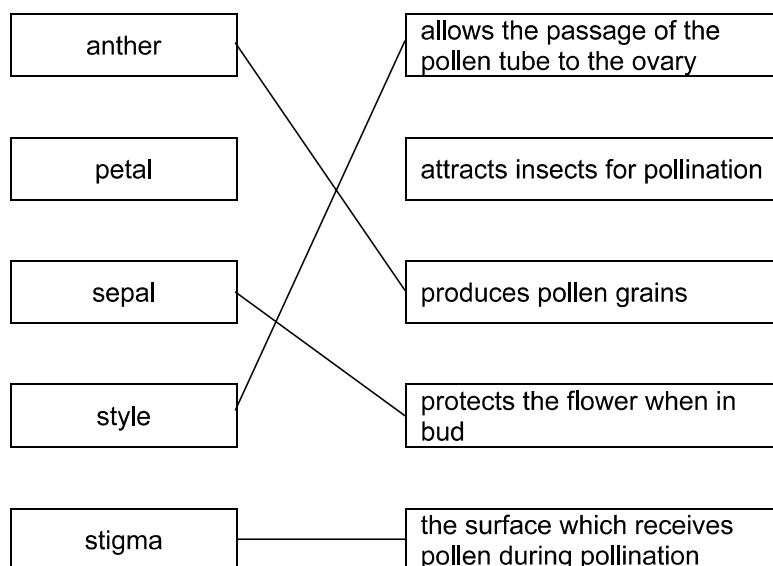 anther
allows the passage of the
pollen tube to the ovary
petal
attracts insects for pollination
sepal
produces pollen grains
style
protects the flower when in
bud
stigma
the surface which receives
pollen during pollination